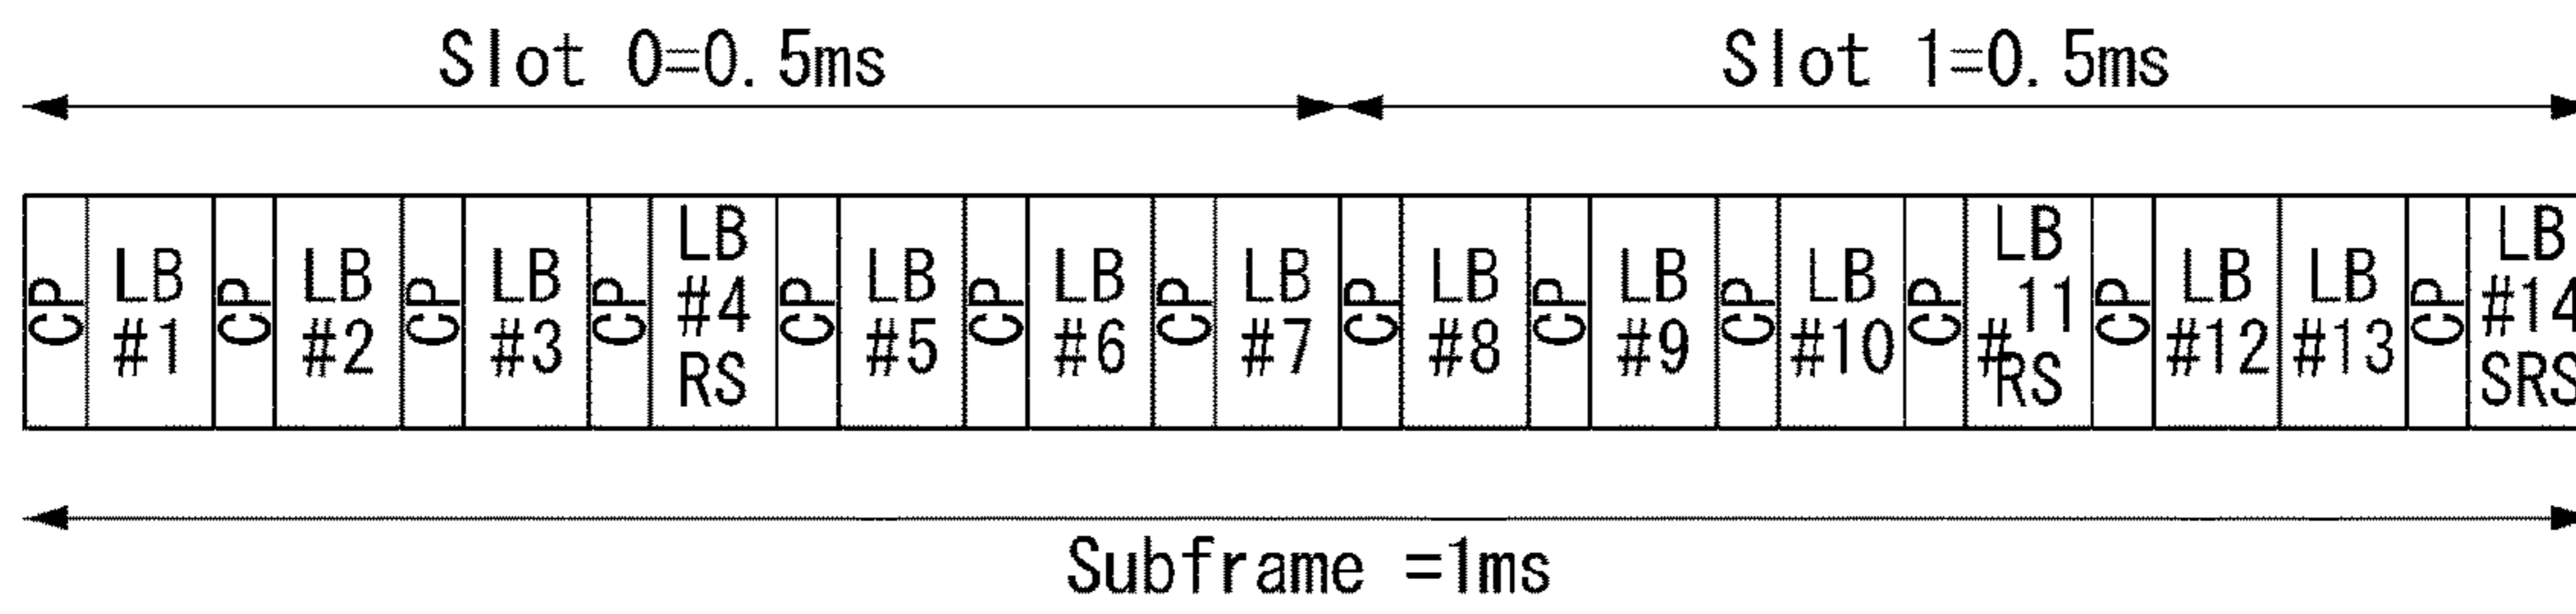 Slot 0=0.5ms Slot 1=0.5ms
CP LB #1 CP LB #2 CP LB #3 CP LB #4 RS CP LB #5 CP LB #6 CP LB #7 CP LB #8 CP LB #9 CP LB #10 CP LB #11 RS CP LB #12 LB #13 CP LB #14 SRS
Subframe =1ms